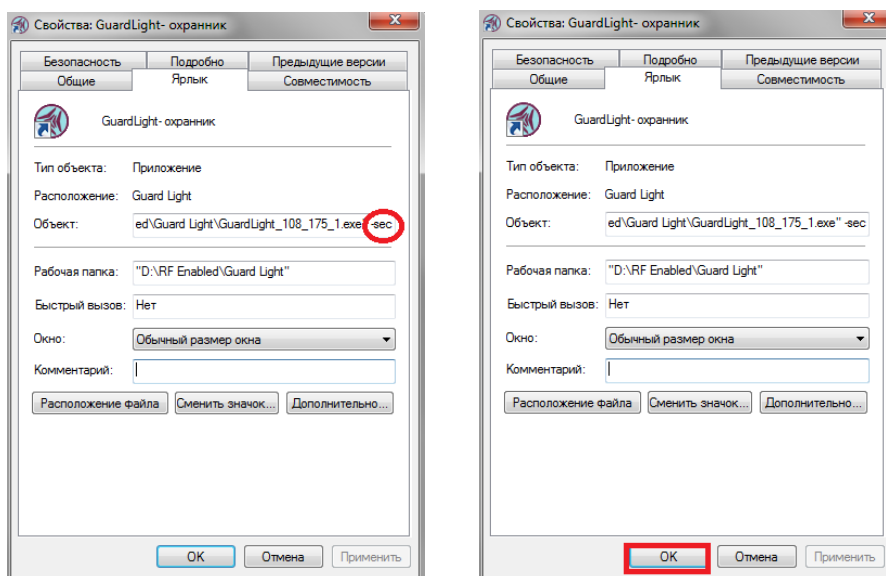 Свойства: GuardLight- охранник
Безопасность Подробно Предыдущие версии
Общие Ярлык Совместимость
GuardLight- охранник
Тип объекта: Приложение
Расположение: Guard Light
Объект: ed\Guard Light\GuardLight_108_175_1.exe" -sec
Рабочая папка: "D:\RF Enabled\Guard Light"
Быстрый вызов: Нет
Окно: Обычный размер окна
Комментарий:
Расположение файла Сменить значок... Дополнительно...
OK Отмена Применить
Свойства: GuardLight- охранник
Безопасность Подробно Предыдущие версии
Общие Ярлык Совместимость
GuardLight- охранник
Тип объекта: Приложение
Расположение: Guard Light
Объект: ed\Guard Light\GuardLight_108_175_1.exe" -sec
Рабочая папка: "D:\RF Enabled\Guard Light"
Быстрый вызов: Нет
Окно: Обычный размер окна
Комментарий:
Расположение файла Сменить значок... Дополнительно...
OK Отмена Применить